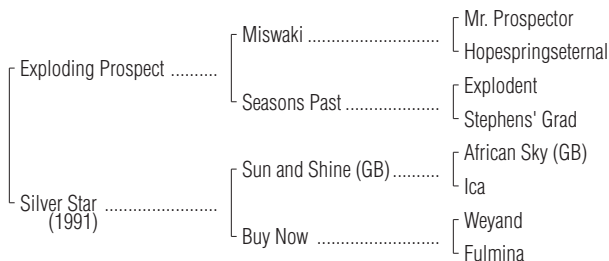 Mr. Prospector
Miswaki ..............................
Hopespringseternal
Exploding Prospect ..........
Explodent
Seasons Past ......................
Stephens' Grad
African Sky (GB)
Sun and Shine (GB)..........
Ica
Silver Star ........................
(1991)
Weyand
Buy Now ...........................
Fulmina